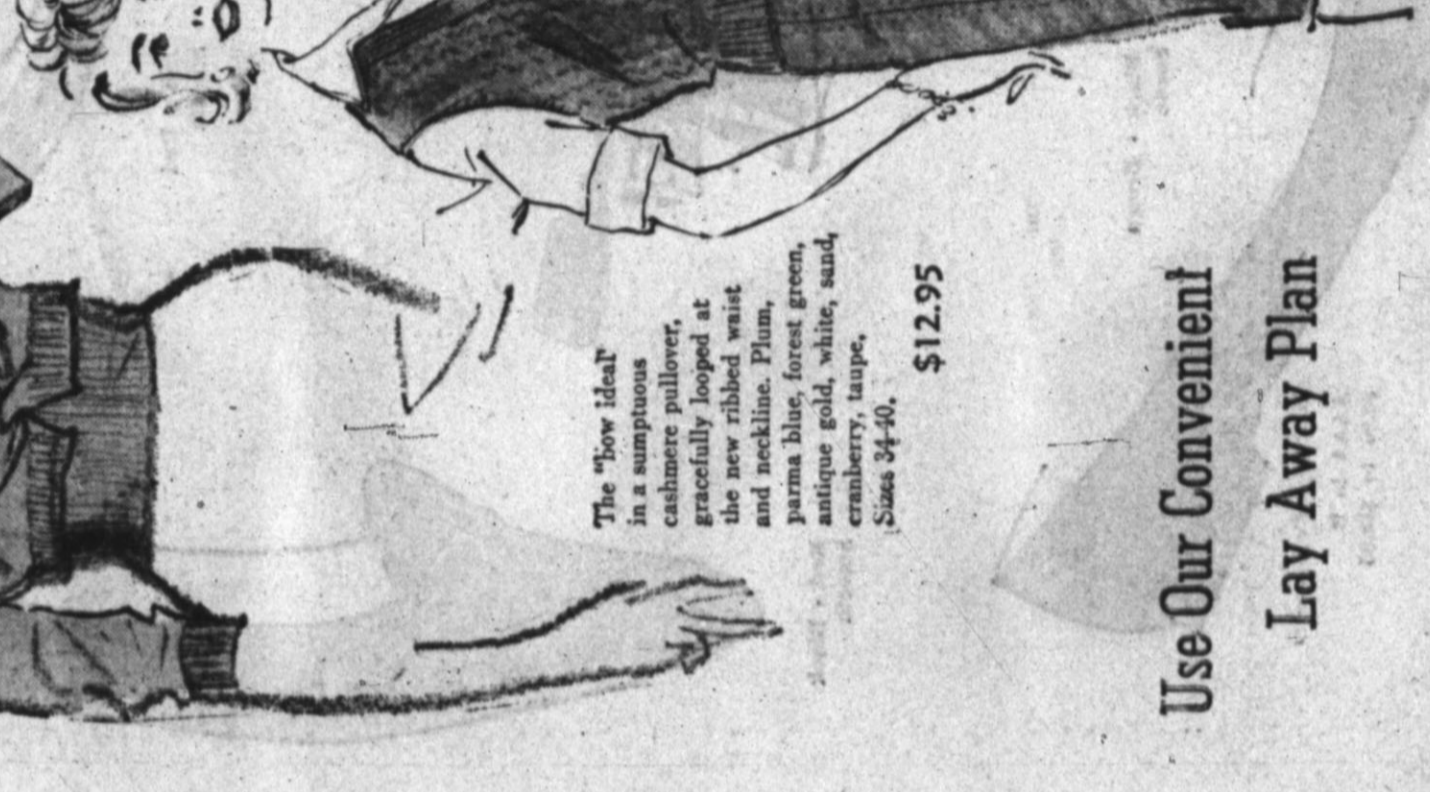 The "bow ideal"
in a sumptuous
cashmere pullover,
gracefully looped at
the new ribbed waist
and neckline. Plum,
parma blue, forest green,
antique gold, white, sand,
cranberry, taupe.
Sizes 34-40.
$12.95
Use Our Convenient
Lay Away Plan